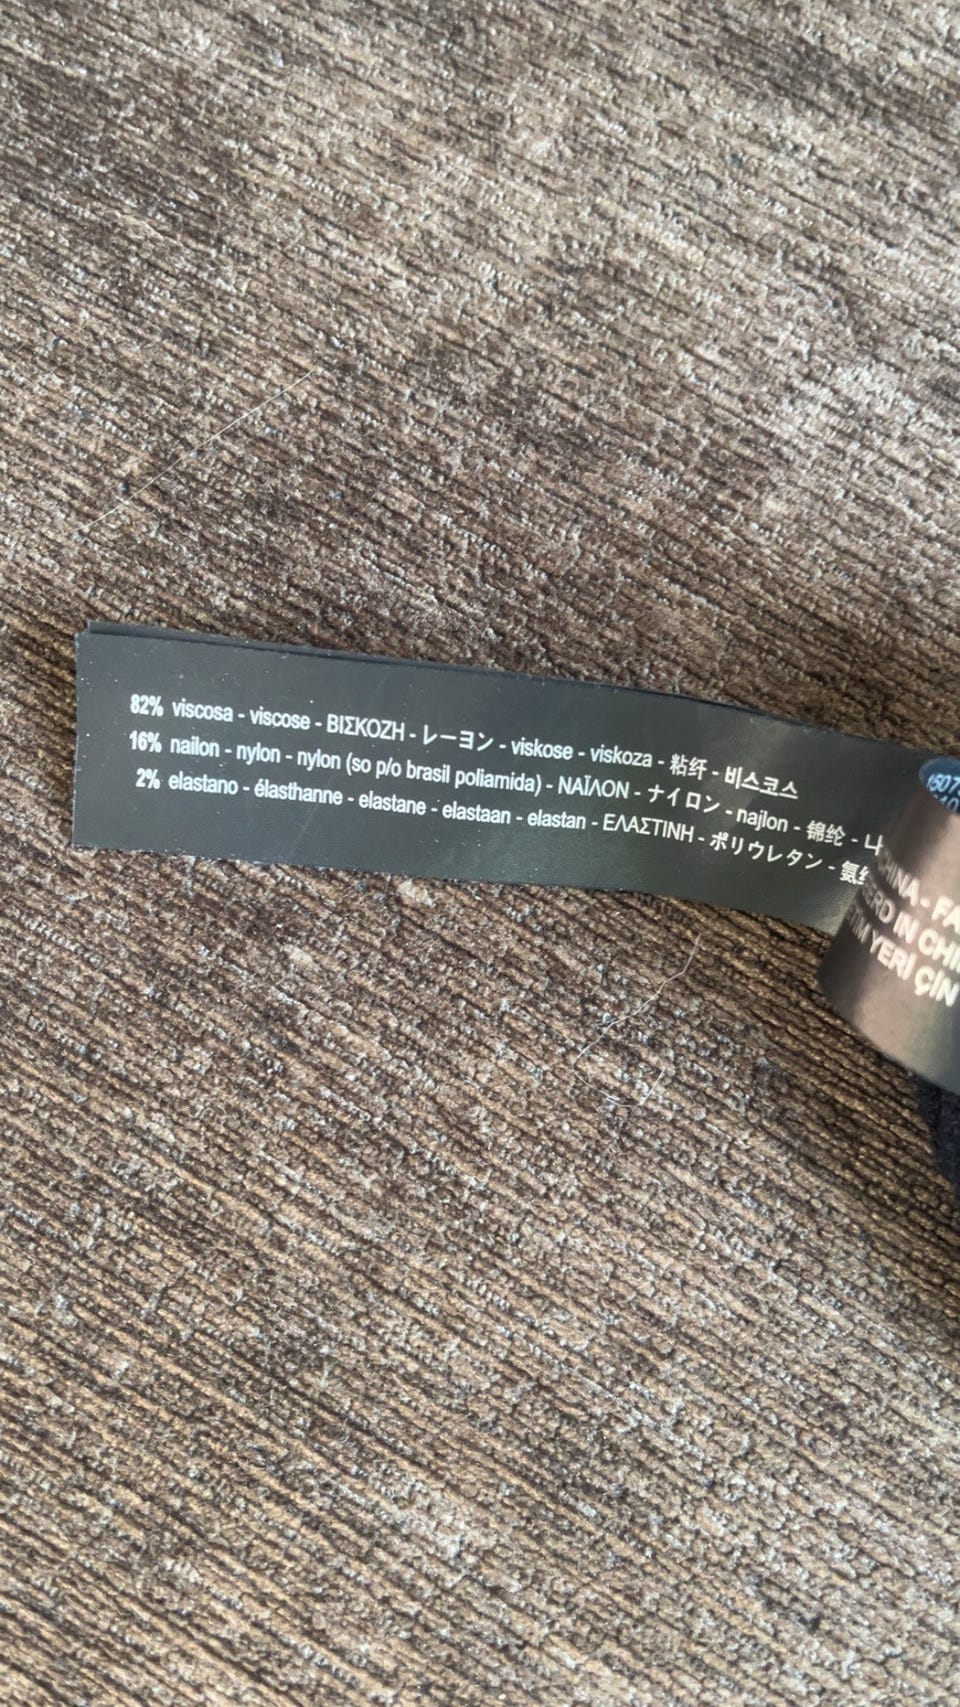 82% viscosa - viscose - ΒΙΣΚΟΖΗ - レーヨン - viskose - viskoza - 粘纤 - 비스코스
16% nailon - nylon - nylon (so p/o brasil poliamida) - ΝΑΪΛΟΝ - ナイロン - najlon - 锦纶 -
2% elastano - élasthanne - elastane - elastaan - elastan - ΕΛΑΣΤΙΝΗ - ポリウレタン - 氨
CHINA - FA
IN CHI
YERİ ÇİN